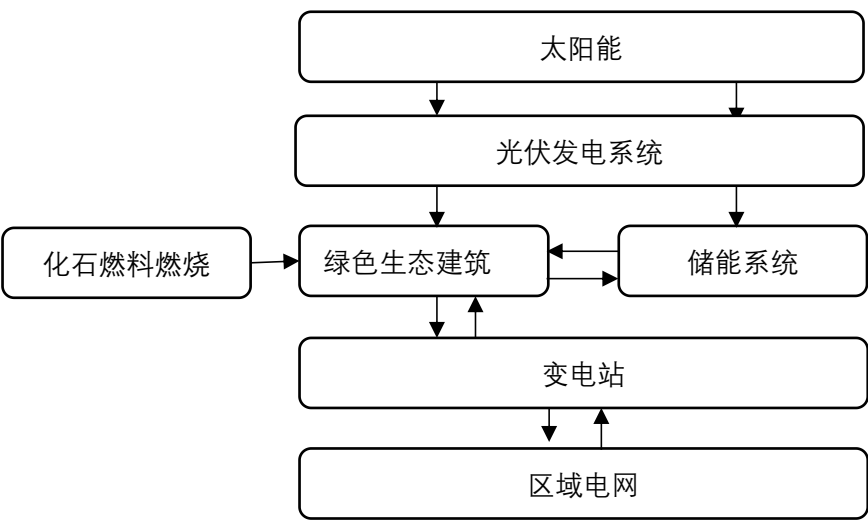 太阳能
光伏发电系统
化石燃料燃烧
绿色生态建筑
储能系统
变电站
区域电网